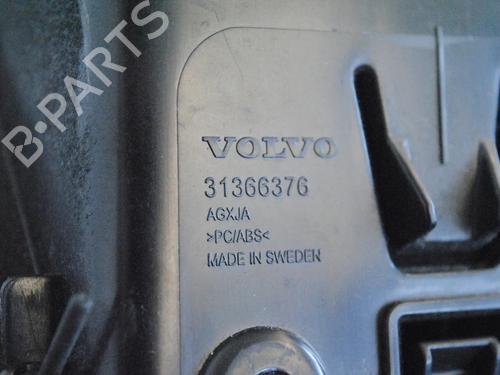 B-PARTS
VOLVO
31366376
AGXJA
>PC/ABS<
MADE IN SWEDEN